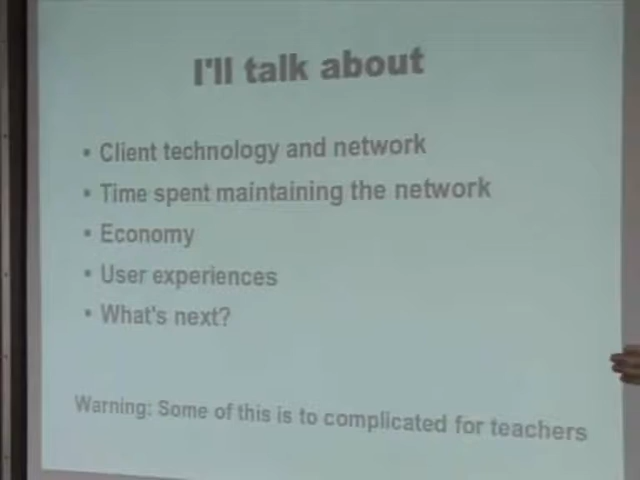 I'll talk about
▪ Client technology and network
▪ Time spent maintaining the network
▪ Economy
▪ User experiences
▪ What's next?
Warning: Some of this is to complicated for teachers